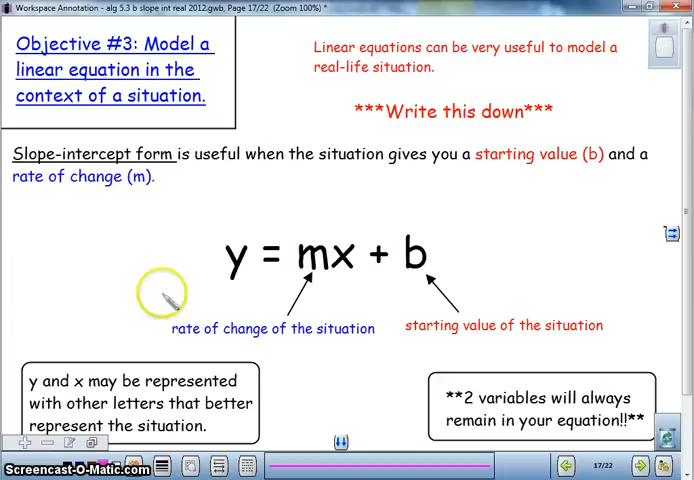 Workspace Annotation - alg 5.3 b slope int real 2012.gwb, Page 17/22 (Zoom 100%) *
Objective #3: Model a
linear equation in the
context of a situation.
Linear equations can be very useful to model a
real-life situation.
***Write this down***
Slope-intercept form is useful when the situation gives you a starting value (b) and a
rate of change (m).
y = mx + b
rate of change of the situation
starting value of the situation
y and x may be represented
with other letters that better
represent the situation.
**2 variables will always
remain in your equation!!**
Screencast-O-Matic.com
17/22